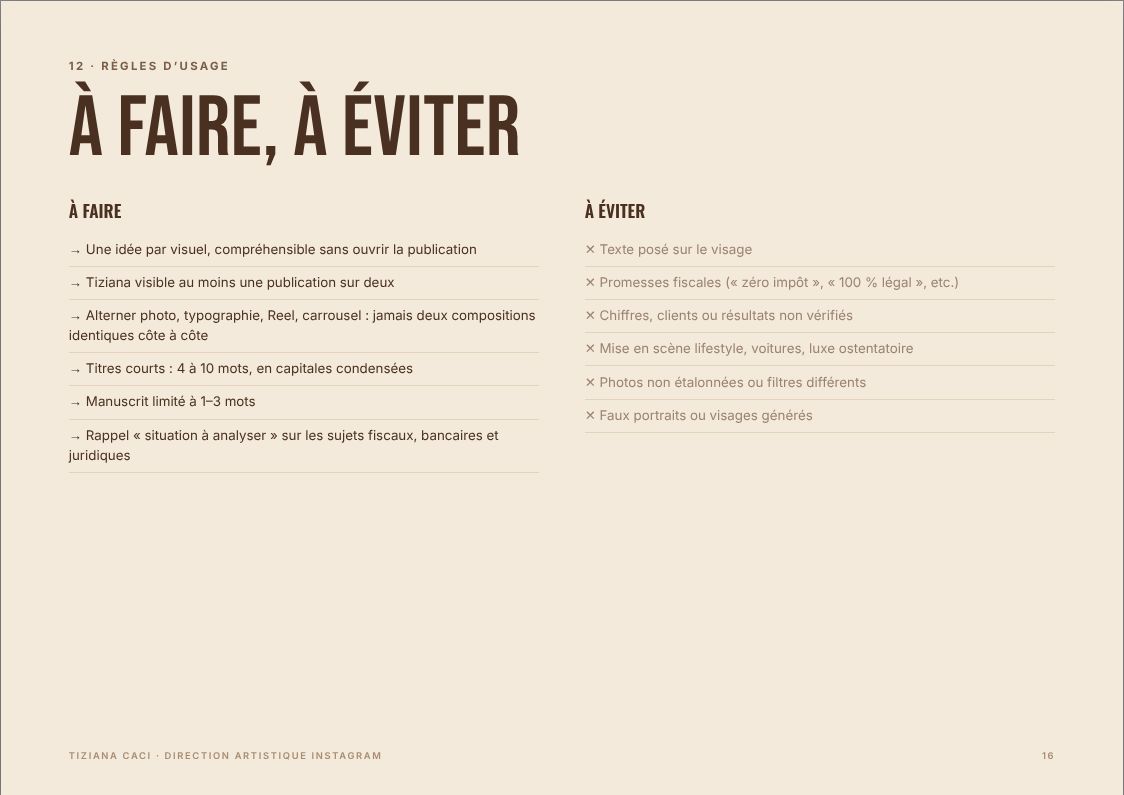 12 · RÈGLES D’USAGE
À FAIRE, À ÉVITER
À FAIRE
→ Une idée par visuel, compréhensible sans ouvrir la publication
→ Tiziana visible au moins une publication sur deux
→ Alterner photo, typographie, Reel, carrousel : jamais deux compositions
identiques côte à côte
→ Titres courts : 4 à 10 mots, en capitales condensées
→ Manuscrit limité à 1–3 mots
→ Rappel « situation à analyser » sur les sujets fiscaux, bancaires et
juridiques
À ÉVITER
✕ Texte posé sur le visage
✕ Promesses fiscales (« zéro impôt », « 100 % légal », etc.)
✕ Chiffres, clients ou résultats non vérifiés
✕ Mise en scène lifestyle, voitures, luxe ostentatoire
✕ Photos non étalonnées ou filtres différents
✕ Faux portraits ou visages générés
TIZIANA CACI · DIRECTION ARTISTIQUE INSTAGRAM
16